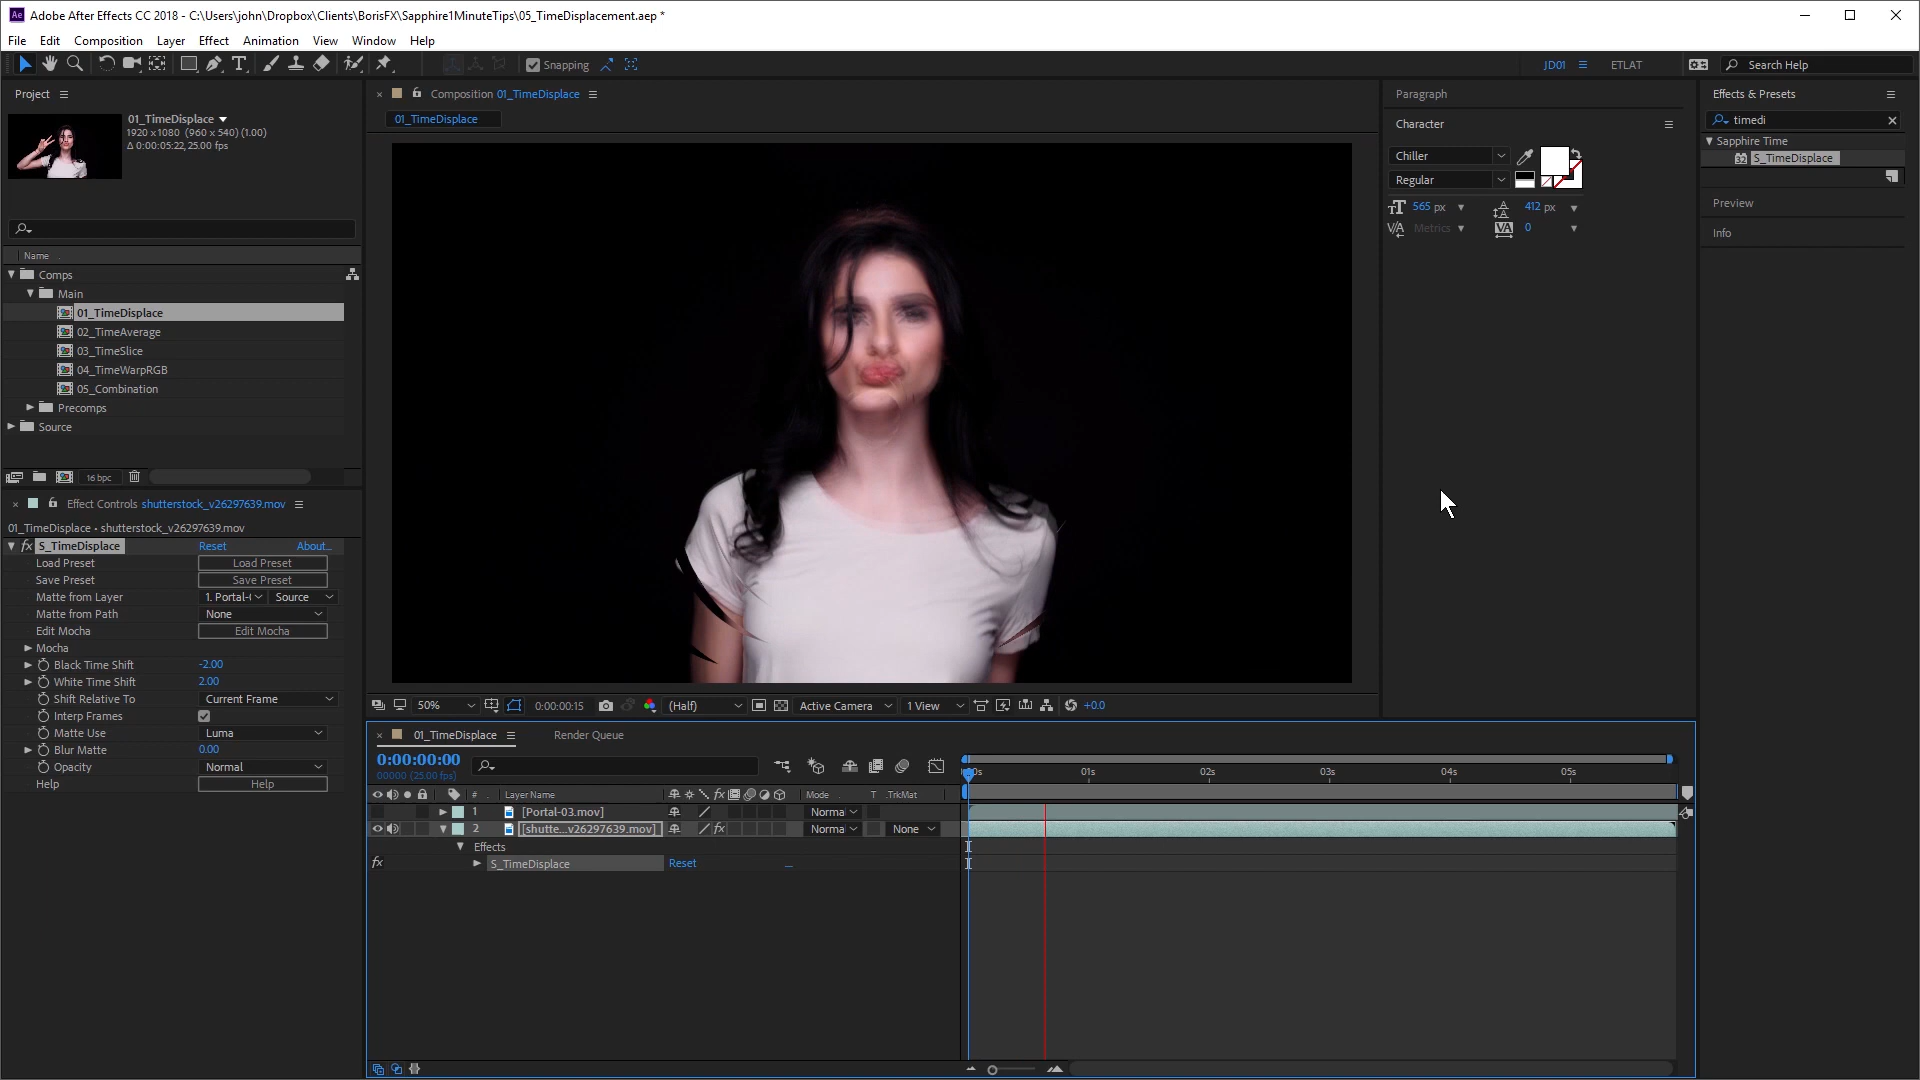 Adobe After Effects CC 2018 - C:\Users\john\Dropbox\Clients\BorisFX\Sapphire1MinuteTips\05_TimeDisplacement.aep *
File Edit Composition Layer Effect Animation View Window Help
Snapping
JD01
ETLAT
Search Help
Project
01_TimeDisplace
1920 x1080 (960 x 540) (1.00)
Δ 0:00:05:22, 25.00 fps
Name
Comps
Main
01_TimeDisplace
02_TimeAverage
03_TimeSlice
04_TimeWarpRGB
05_Combination
Precomps
Source
16 bpc
Effect Controls shutterstock_v26297639.mov
01_TimeDisplace • shutterstock_v26297639.mov
fx S_TimeDisplace Reset About...
Load Preset Load Preset
Save Preset Save Preset
Matte from Layer 1. Portal-( Source
Matte from Path None
Edit Mocha Edit Mocha
Mocha
Black Time Shift -2.00
White Time Shift 2.00
Shift Relative To Current Frame
Interp Frames
Matte Use Luma
Blur Matte 0.00
Opacity Normal
Help Help
Composition 01_TimeDisplace
01_TimeDisplace
50% 0:00:00:15 (Half) Active Camera 1 View +0.0
Paragraph
Character
Chiller
Regular
565 px 412 px
Metrics 0
Effects & Presets
timedi
Sapphire Time
32 S_TimeDisplace
Preview
Info
01_TimeDisplace Render Queue
0:00:00:00
00000 (25.00 fps)
01s 02s 03s 04s 05s
# Layer Name fx Mode T .TrkMat
1 [Portal-03.mov] Norma
2 [shutte...v26297639.mov] fx Norma None
Effects
fx S_TimeDisplace Reset ...